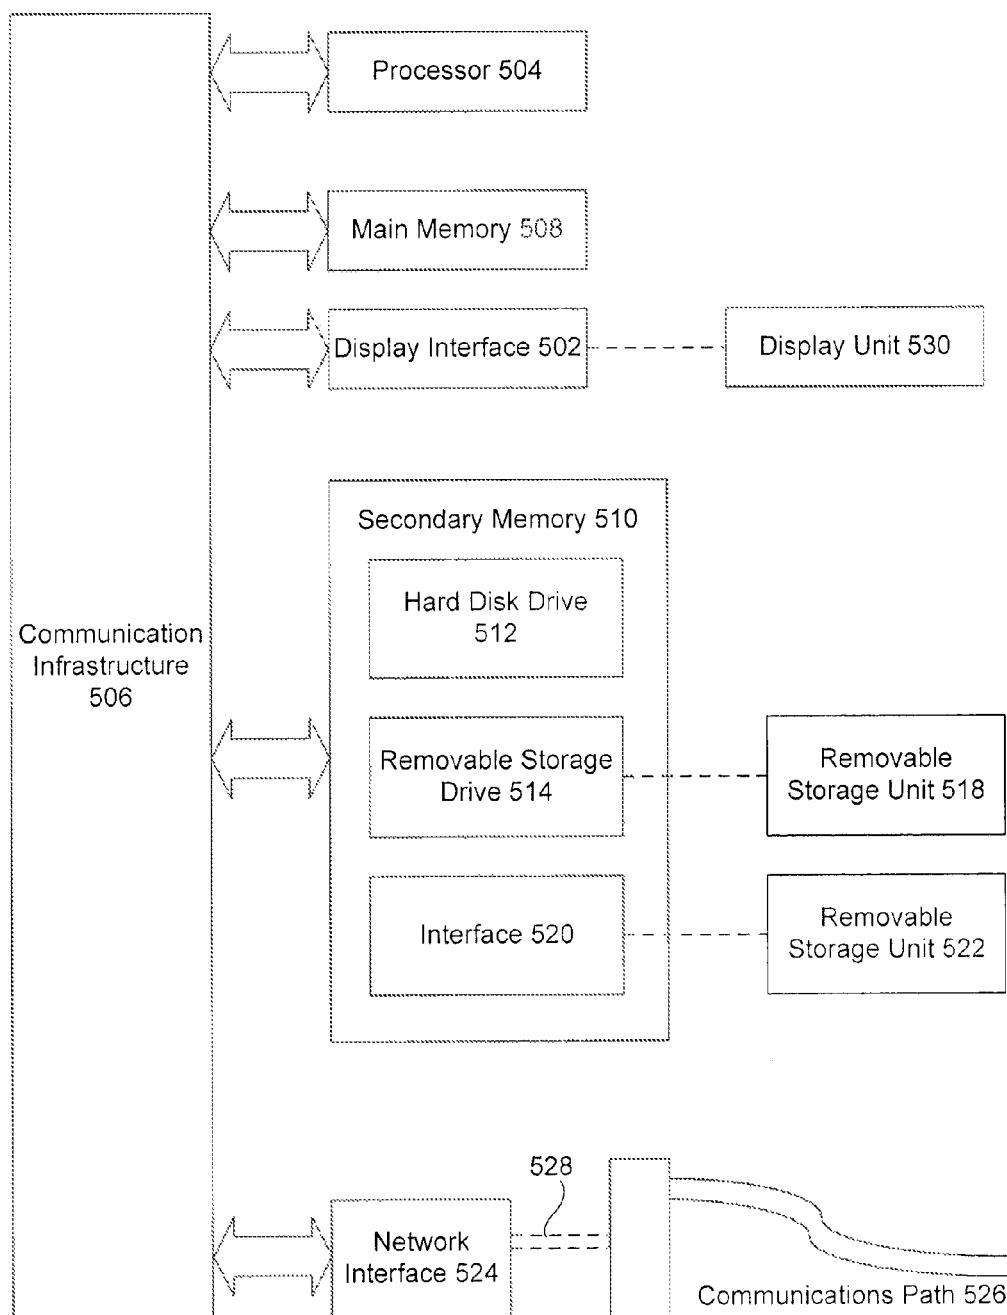 Processor 504
Main Memory 508
Display Interface 502
Display Unit 530
Secondary Memory 510
Hard Disk Drive
512
Communication
Infrastructure
506
Removable Storage
Drive 514
Removable
Storage Unit 518
Interface 520
Removable
Storage Unit 522
528
Network
Interface 524
Communications Path 526